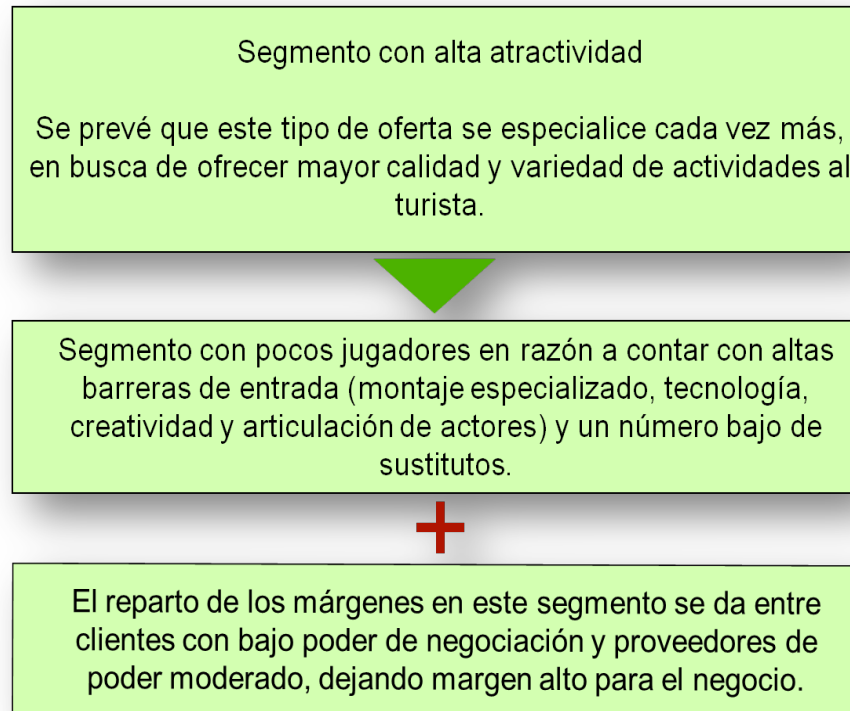 Segmento con alta atractividad
Se prevé que este tipo de oferta se especialice cada vez más,
en busca de ofrecer mayor calidad y variedad de actividades al
turista.
Segmento con pocos jugadores en razón a contar con altas
barreras de entrada (montaje especializado, tecnología,
creatividad y articulación de actores) y un número bajo de
sustitutos.
+
El reparto de los márgenes en este segmento se da entre
clientes con bajo poder de negociación y proveedores de
poder moderado, dejando margen alto para el negocio.